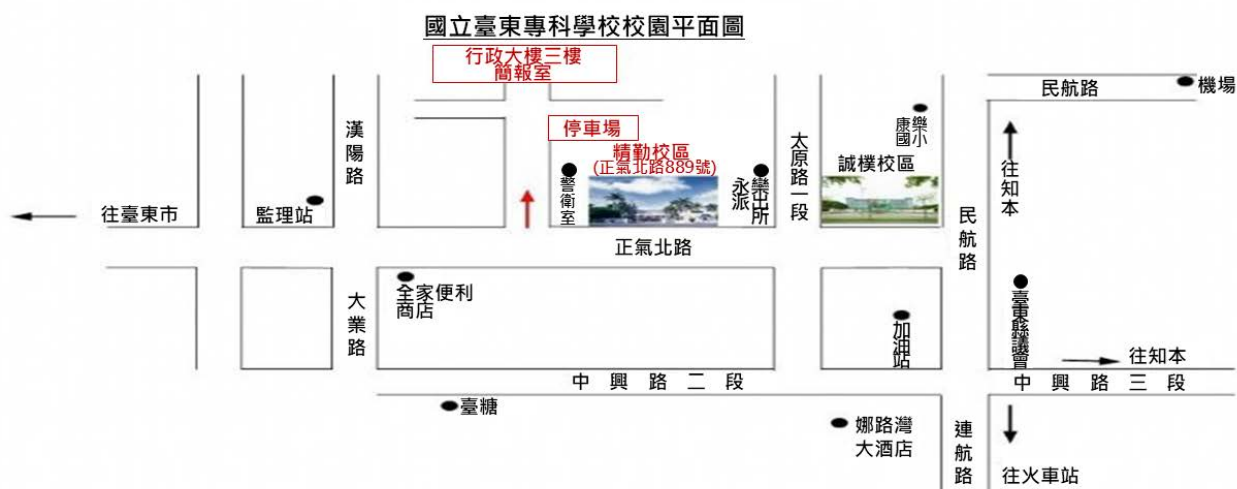 國立臺東專科學校校園平面圖
行政大樓三樓
簡報室
民航路
機場
停車場
漢陽路
太原路一段
康樂
國小
精勤校區
(正氣北路889號)
誠樸校區
往知本
警衛室
永樂
派出所
往臺東市
監理站
民航路
正氣北路
全家便利
商店
大業路
臺東縣議會
加油站
往知本
中興路二段
中興路三段
臺糖
娜路灣
大酒店
連航路
往火車站